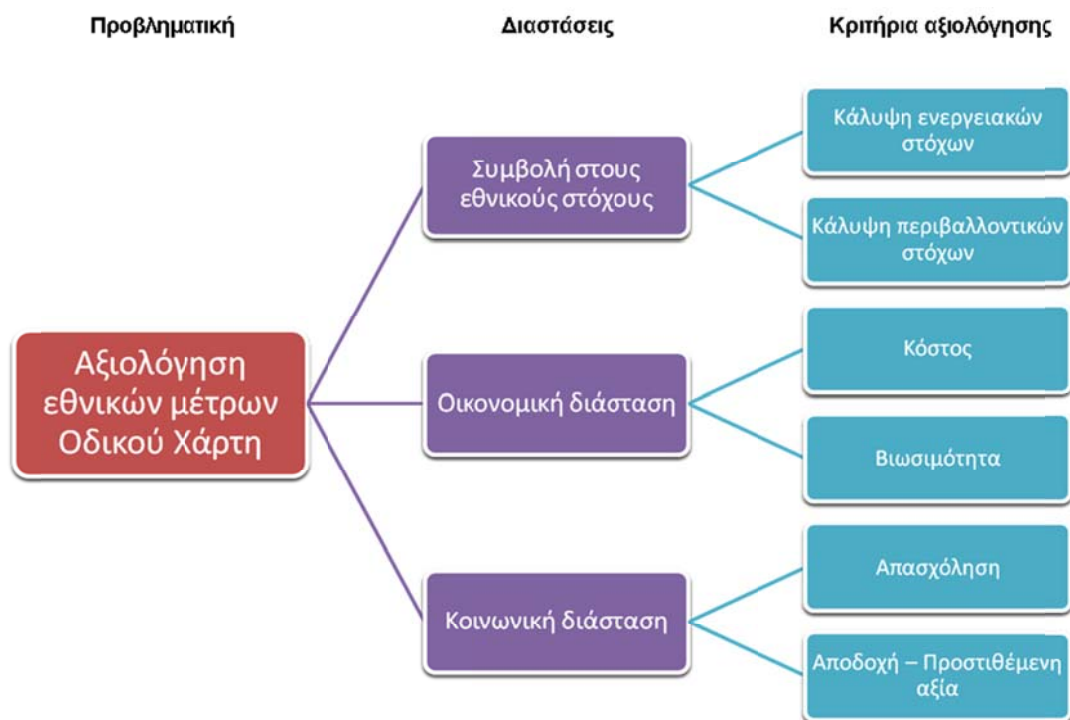 Προβληματική
Διαστάσεις
Κριτήρια αξιολόγησης
Αξιολόγηση
εθνικών μέτρων
Οδικού Χάρτη
Συμβολή στους
εθνικούς στόχους
Οικονομική διάσταση
Κοινωνική διάσταση
Κάλυψη ενεργειακών
στόχων
Κάλυψη περιβαλλοντικών
στόχων
Κόστος
Βιωσιμότητα
Απασχόληση
Αποδοχή – Προστιθέμενη
αξία